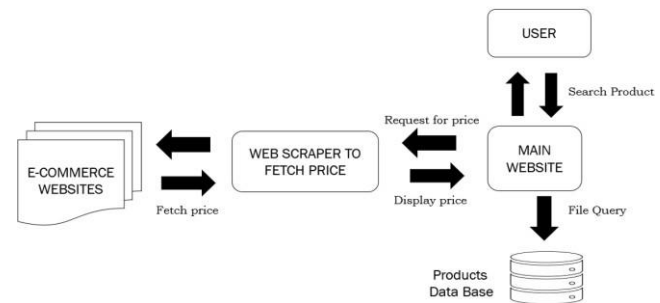 USER
Search Product
Request for price
MAIN
WEBSITE
WEB SCRAPER TO
FETCH PRICE
E-COMMERCE
WEBSITES
Fetch price
Display price
File Query
Products
Data Base